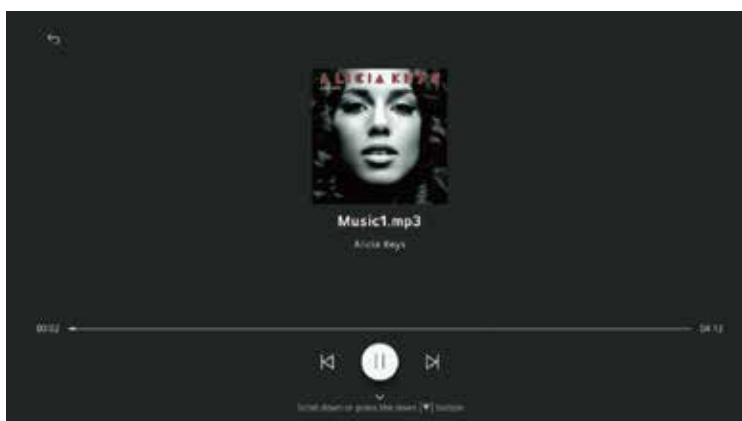 ALICIA KEYS
Music1.mp3
Alicia Keys
00:02
04:12
Scroll down or press the down [▼] button